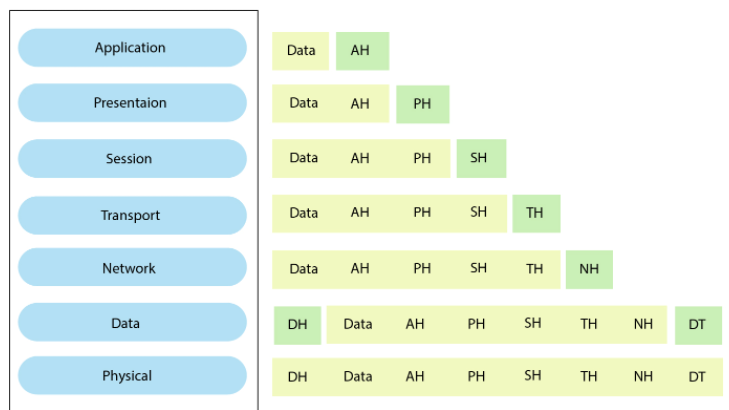 Application Data AH
Presentaion Data AH PH
Session Data AH PH SH
Transport Data AH PH SH TH
Network Data AH PH SH TH NH
Data DH Data AH PH SH TH NH DT
Physical DH Data AH PH SH TH NH DT